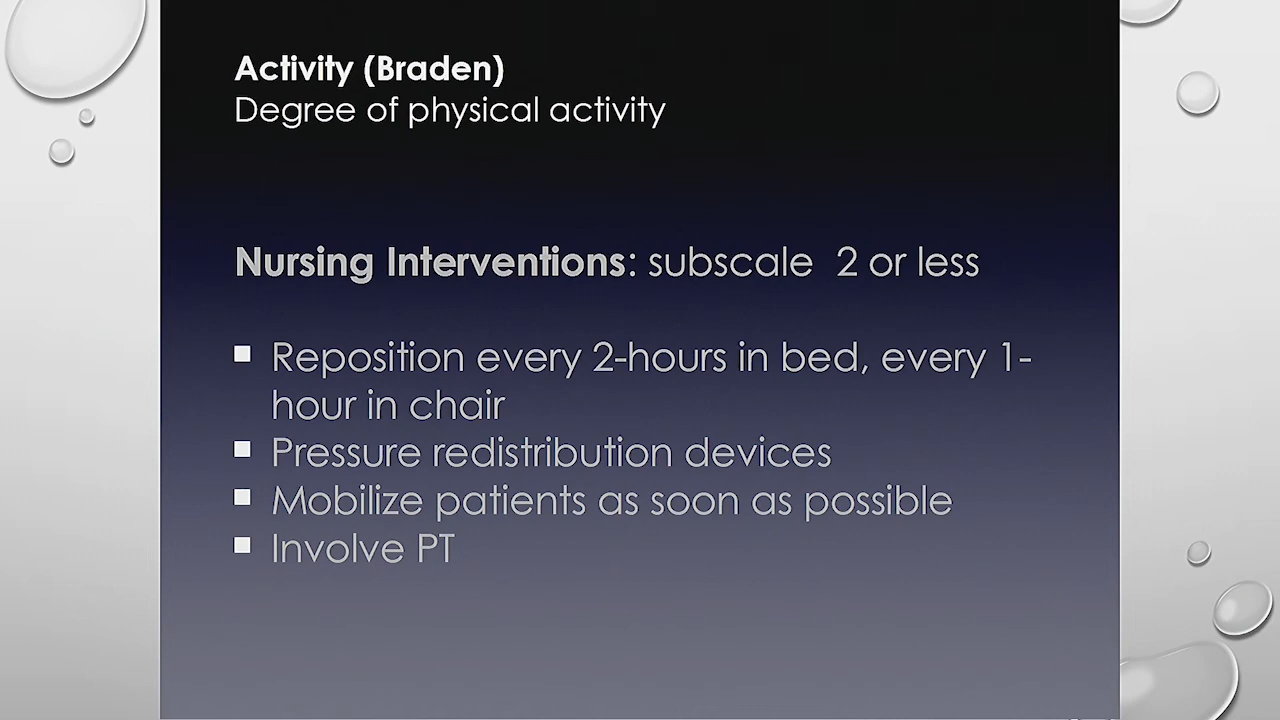 Activity (Braden)
Degree of physical activity
Nursing Interventions: subscale  2 or less
Reposition every 2-hours in bed, every 1-
hour in chair
Pressure redistribution devices
Mobilize patients as soon as possible
Involve PT